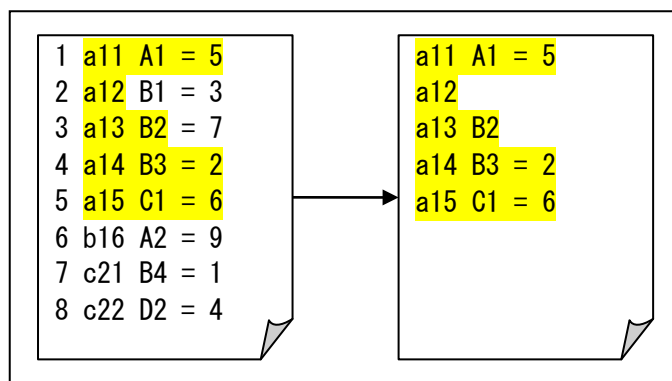 1 a11 A1 = 5
2 a12 B1 = 3
3 a13 B2 = 7
4 a14 B3 = 2
5 a15 C1 = 6
6 b16 A2 = 9
7 c21 B4 = 1
8 c22 D2 = 4
a11 A1 = 5
a12
a13 B2
a14 B3 = 2
a15 C1 = 6